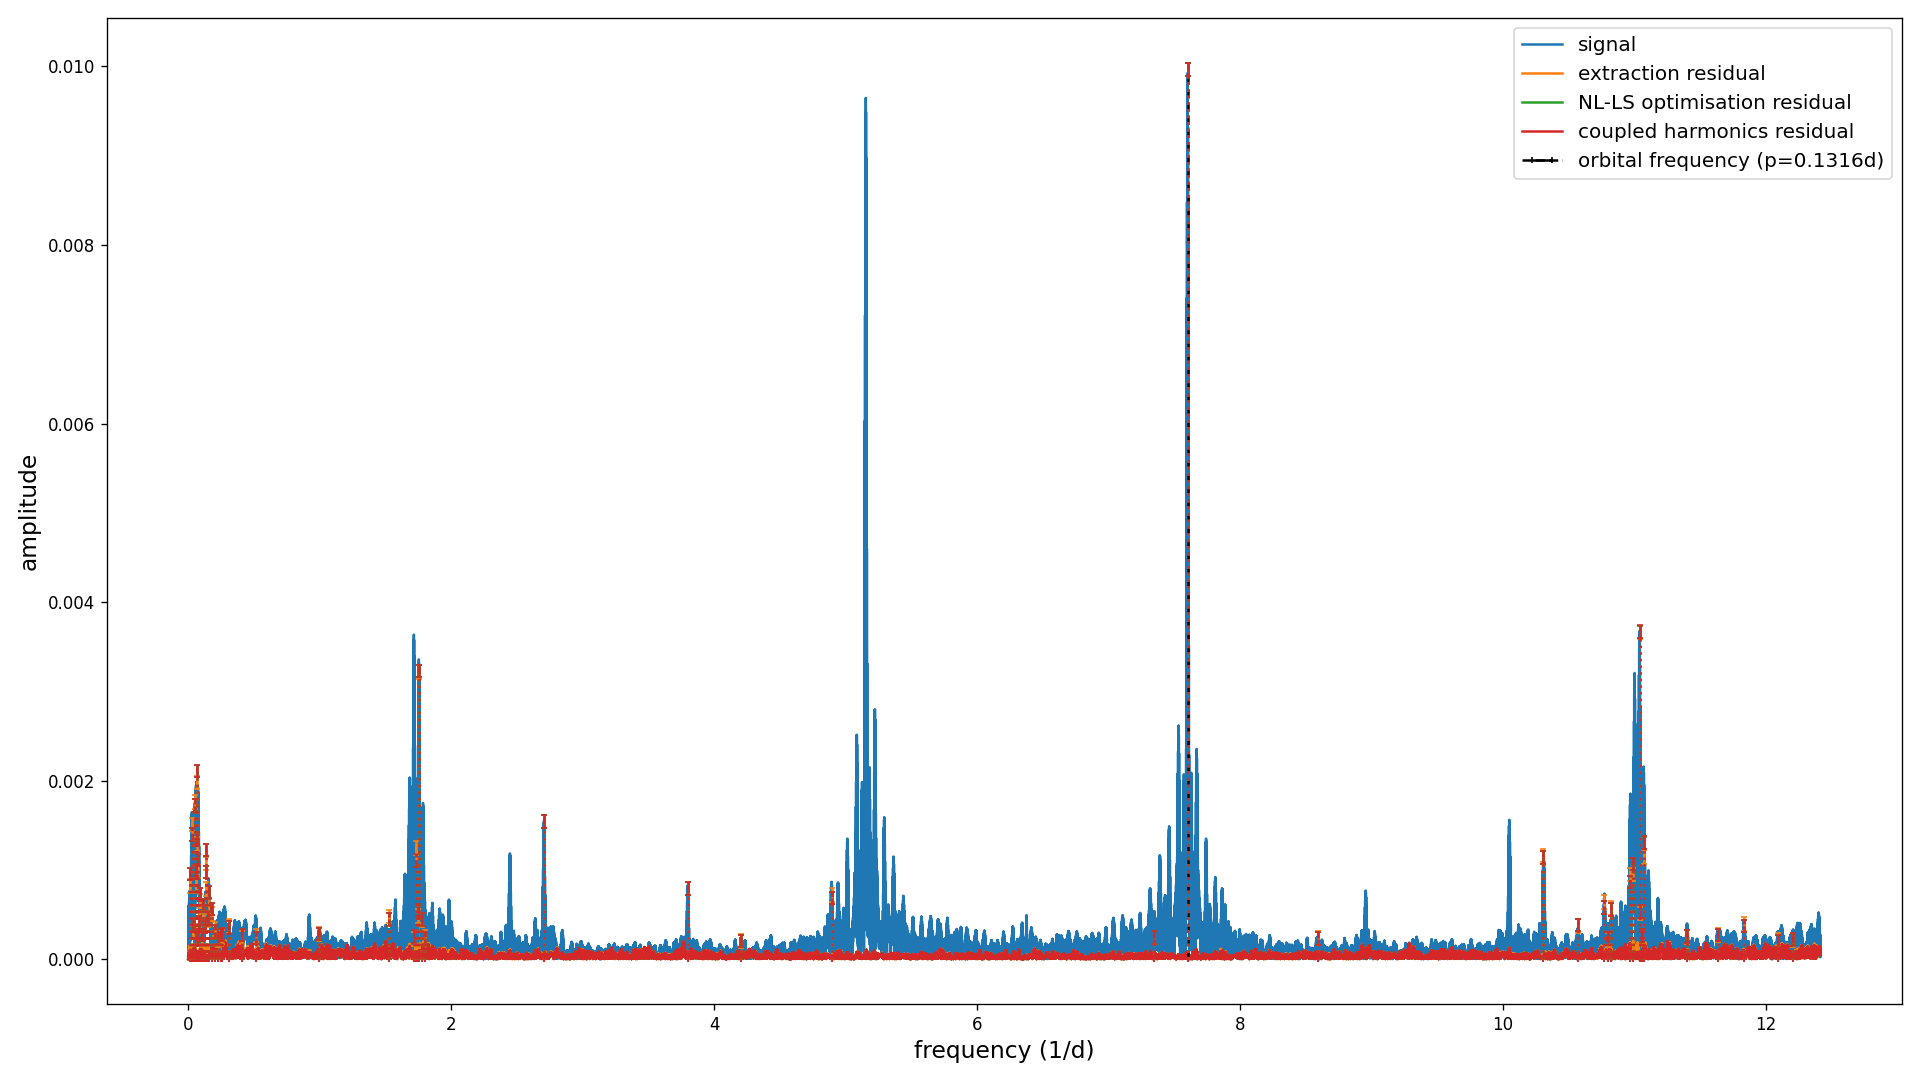 signal
extraction residual
NL-LS optimisation residual
coupled harmonics residual
orbital frequency (p=0.1316d)
amplitude
0.010
0.008
0.006
0.004
0.002
0.000
0 2 4 6 8 10 12
frequency (1/d)